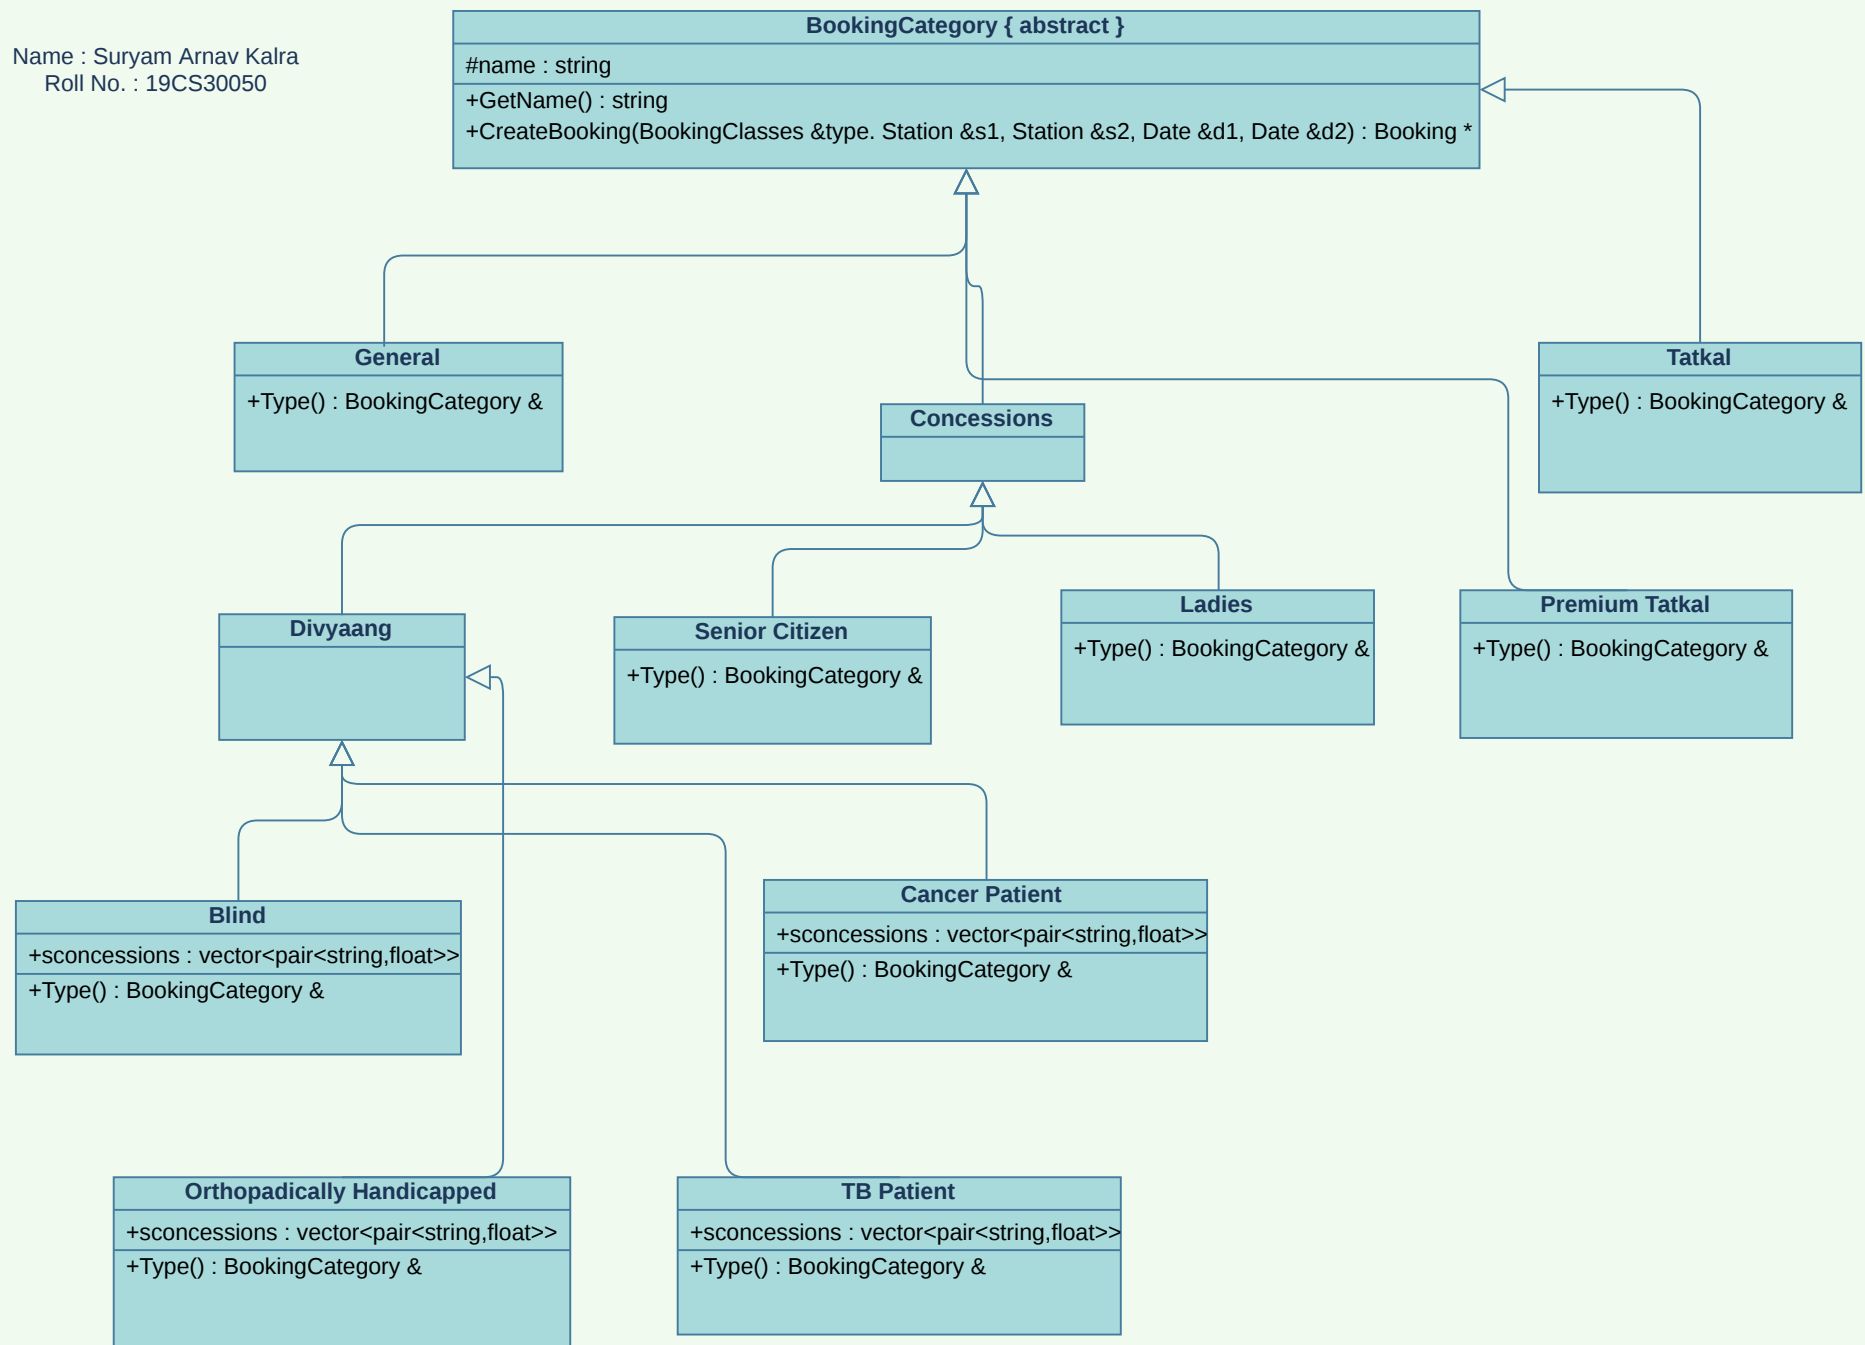 BookingCategory { abstract }
Name : Suryam Arnav Kalra
Roll No. : 19CS30050
#name : string
+GetName() : string
+CreateBooking(BookingClasses &type. Station &s1, Station &s2, Date &d1, Date &d2) : Booking *
General
+Type() : BookingCategory &
Concessions
Tatkal
+Type() : BookingCategory &
Divyaang
Senior Citizen
+Type() : BookingCategory &
Ladies
+Type() : BookingCategory &
Premium Tatkal
+Type() : BookingCategory &
Blind
+sconcessions : vector<pair<string,float>>
+Type() : BookingCategory &
Cancer Patient
+sconcessions : vector<pair<string,float>>
+Type() : BookingCategory &
Orthopadically Handicapped
+sconcessions : vector<pair<string,float>>
+Type() : BookingCategory &
TB Patient
+sconcessions : vector<pair<string,float>>
+Type() : BookingCategory &